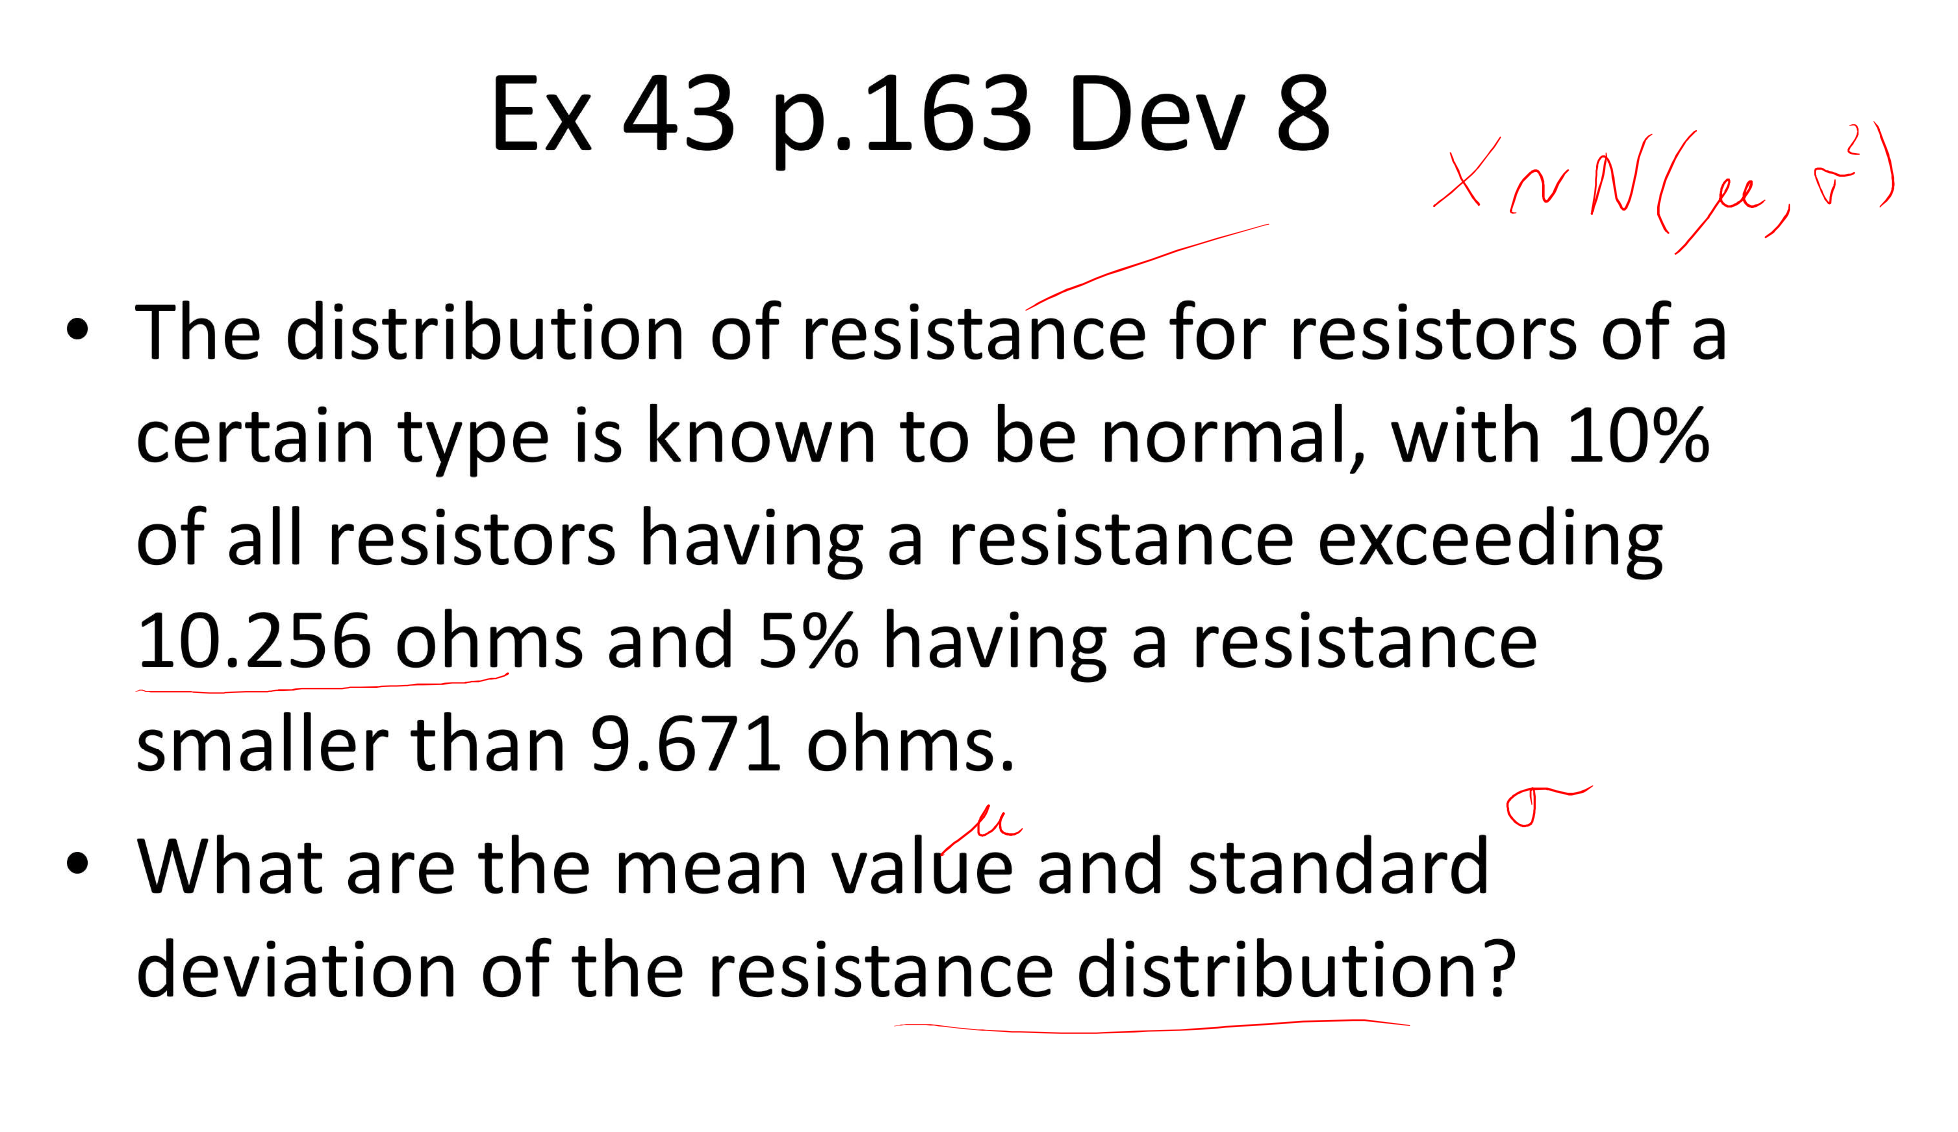 Ex 43 p.163 Dev 8
X ~ N(μ, σ²)
• The distribution of resistance for resistors of a
certain type is known to be normal, with 10%
of all resistors having a resistance exceeding
10.256 ohms and 5% having a resistance
smaller than 9.671 ohms.
μ σ
• What are the mean value and standard
deviation of the resistance distribution?